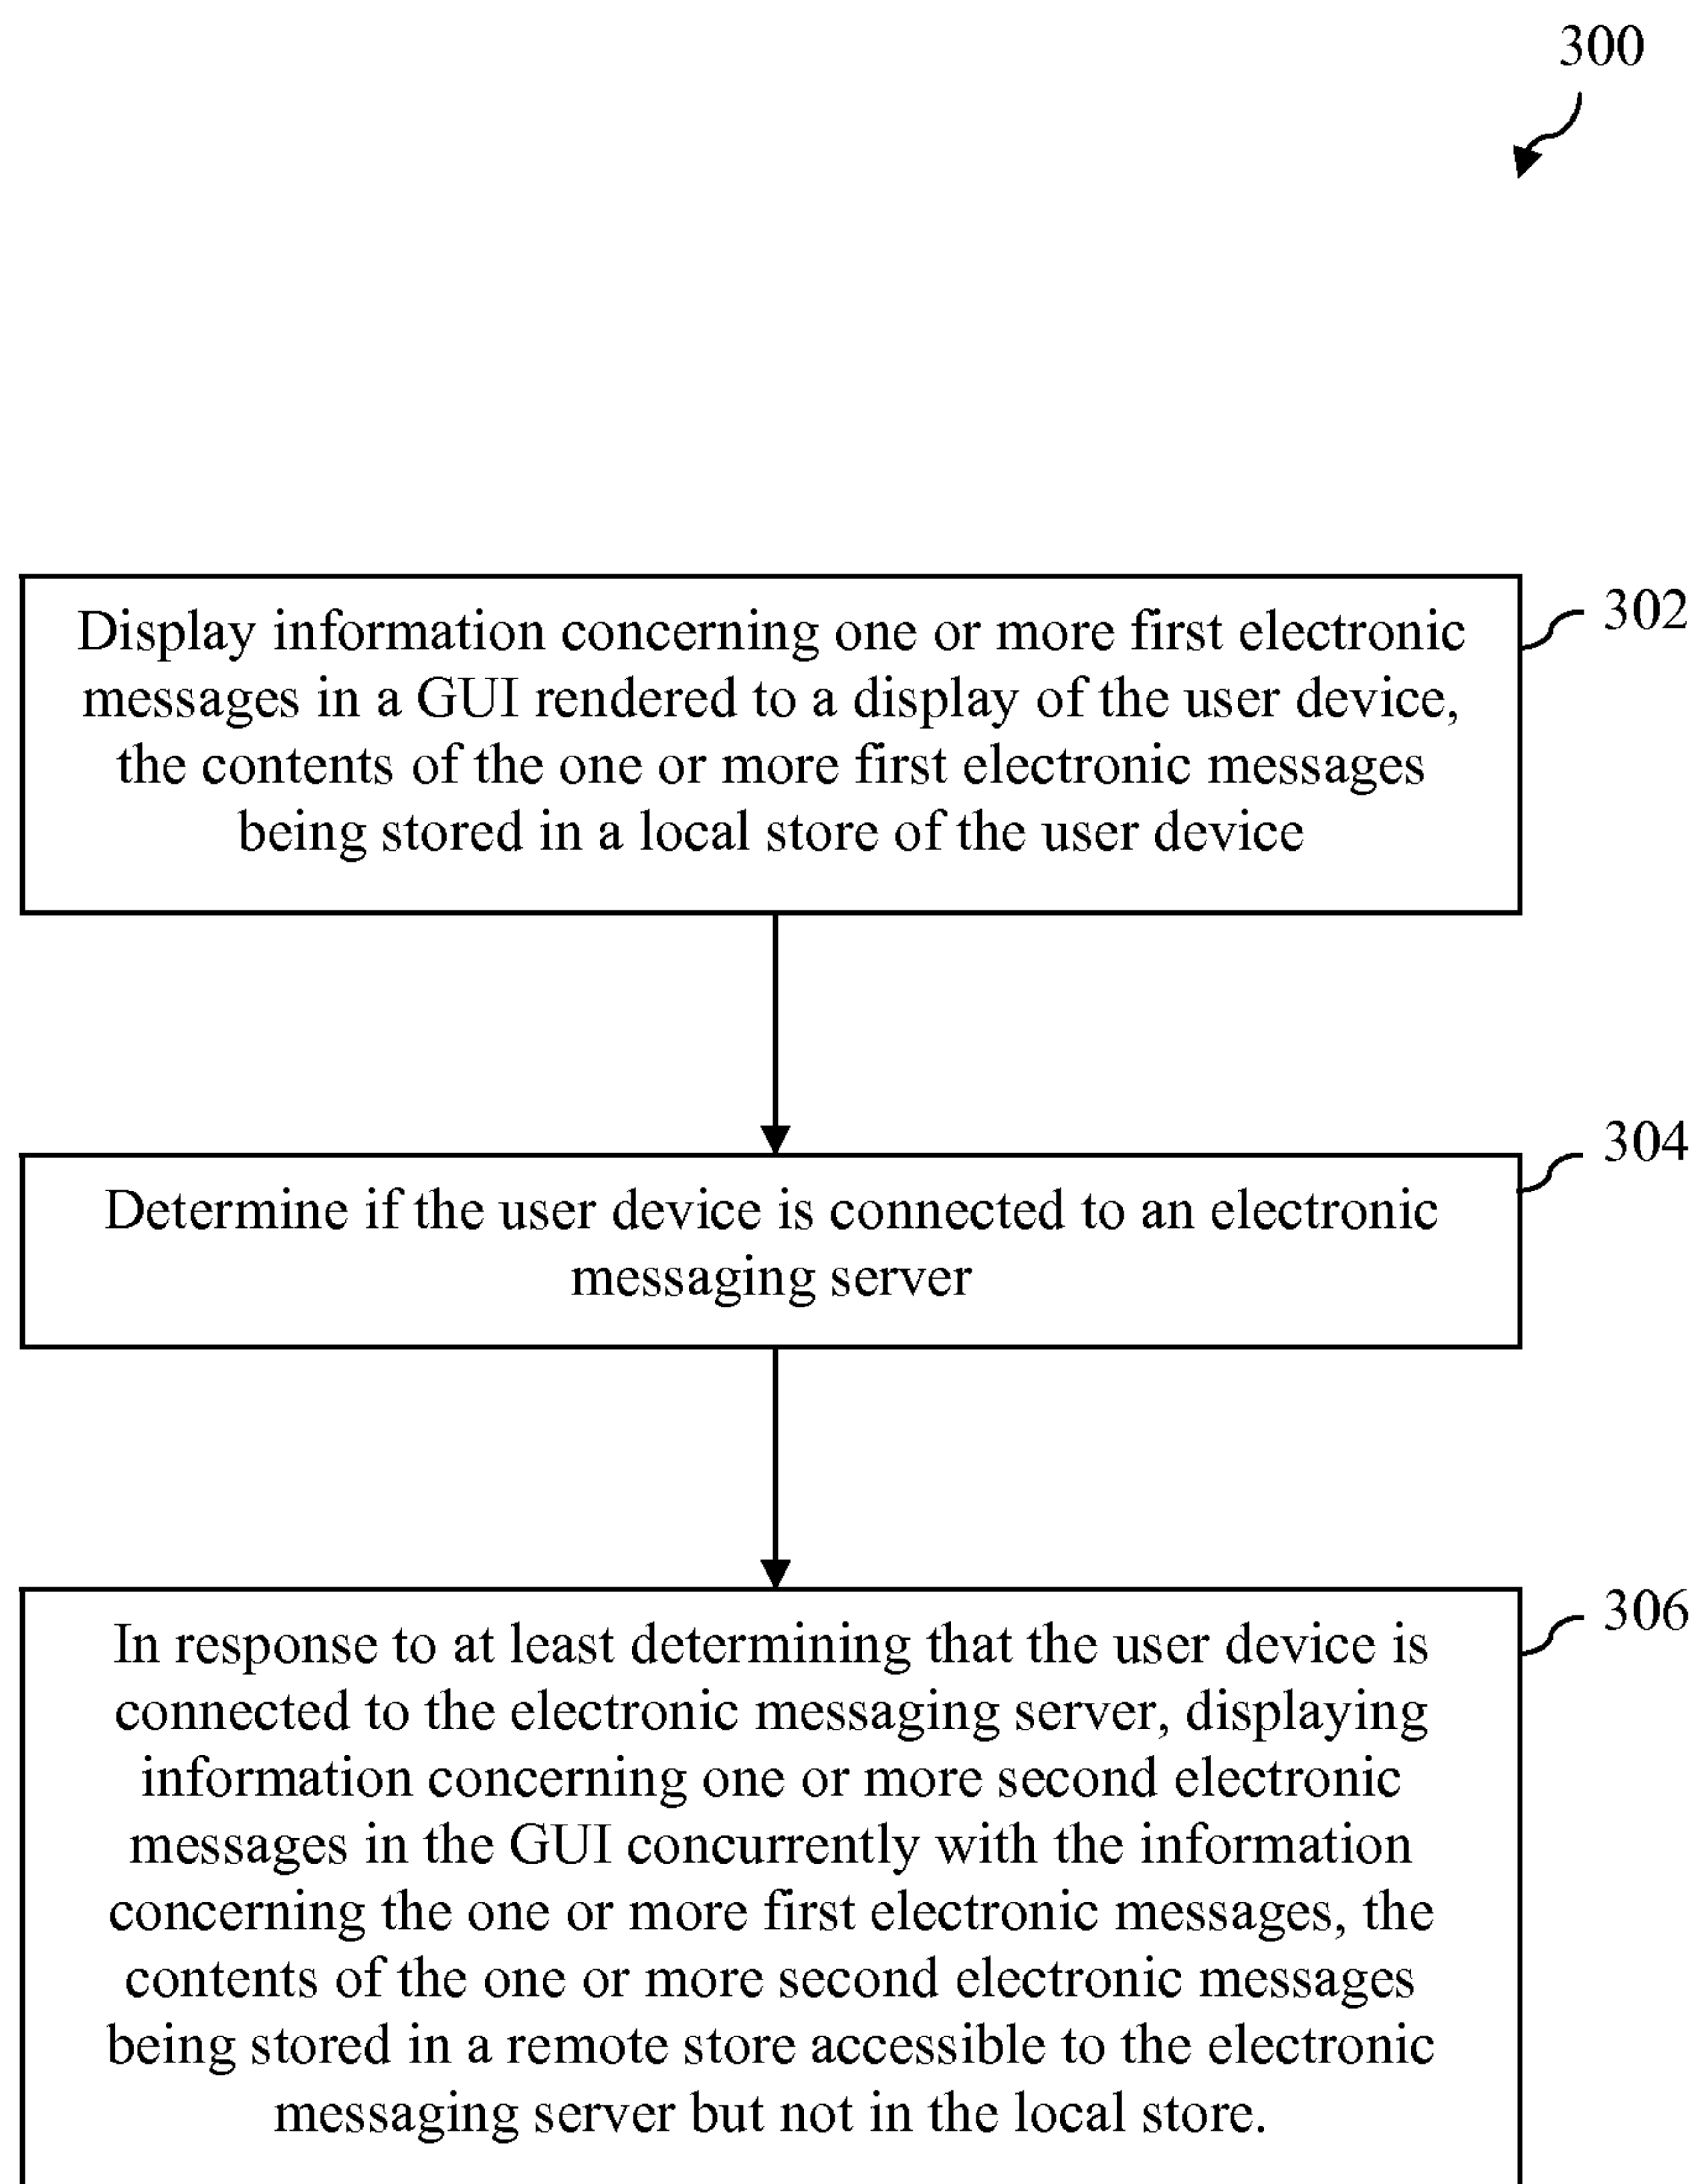 300
Display information concerning one or more first electronic
messages in a GUI rendered to a display of the user device,
the contents of the one or more first electronic messages
being stored in a local store of the user device
302
Determine if the user device is connected to an electronic
messaging server
304
In response to at least determining that the user device is
connected to the electronic messaging server, displaying
information concerning one or more second electronic
messages in the GUI concurrently with the information
concerning the one or more first electronic messages, the
contents of the one or more second electronic messages
being stored in a remote store accessible to the electronic
messaging server but not in the local store.
306